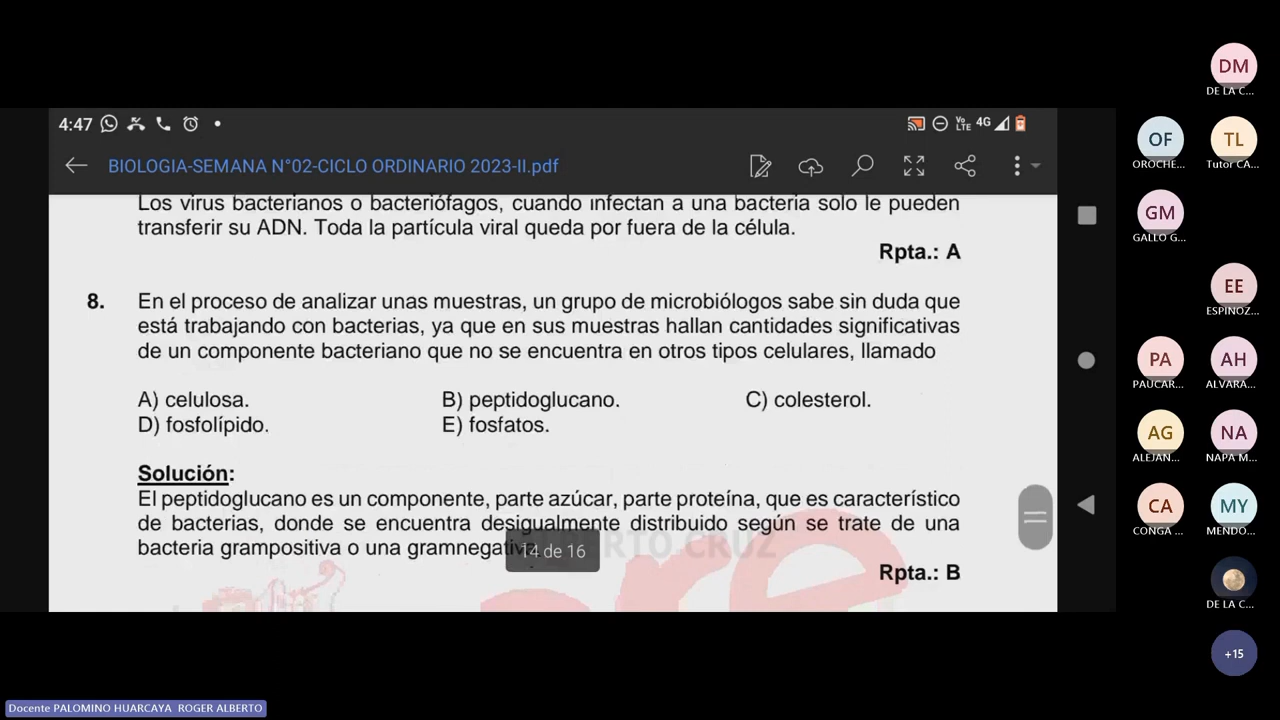 4:47
Vo LTE 4G
BIOLOGIA-SEMANA N°02-CICLO ORDINARIO 2023-II.pdf
Los virus bacterianos o bacteriófagos, cuando infectan a una bacteria solo le pueden
transferir su ADN. Toda la partícula viral queda por fuera de la célula.
Rpta.: A
8. En el proceso de analizar unas muestras, un grupo de microbiólogos sabe sin duda que
está trabajando con bacterias, ya que en sus muestras hallan cantidades significativas
de un componente bacteriano que no se encuentra en otros tipos celulares, llamado
A) celulosa. B) peptidoglucano. C) colesterol.
D) fosfolípido. E) fosfatos.
Solución:
El peptidoglucano es un componente, parte azúcar, parte proteína, que es característico
de bacterias, donde se encuentra desigualmente distribuido según se trate de una
bacteria grampositiva o una gramnegativ
14 de 16
Rpta.: B
DM
DE LA C...
OF
OROCHE...
TL
Tutor CA...
GM
GALLO G...
EE
ESPINOZ...
PA
PAUCAR...
AH
ALVARA...
AG
ALEJAN...
NA
NAPA M...
CA
CONGA ...
MY
MENDO...
DE LA C...
+15
Docente PALOMINO HUARCAYA ROGER ALBERTO